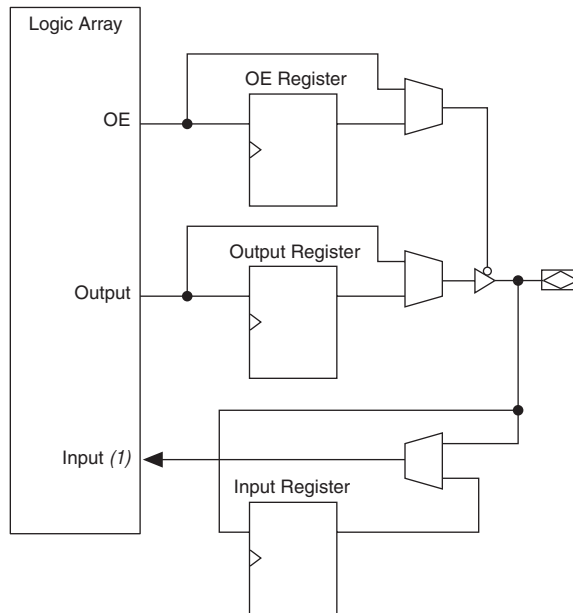 Logic Array
OE Register
OE
Output Register
Output
Input (1)
Input Register